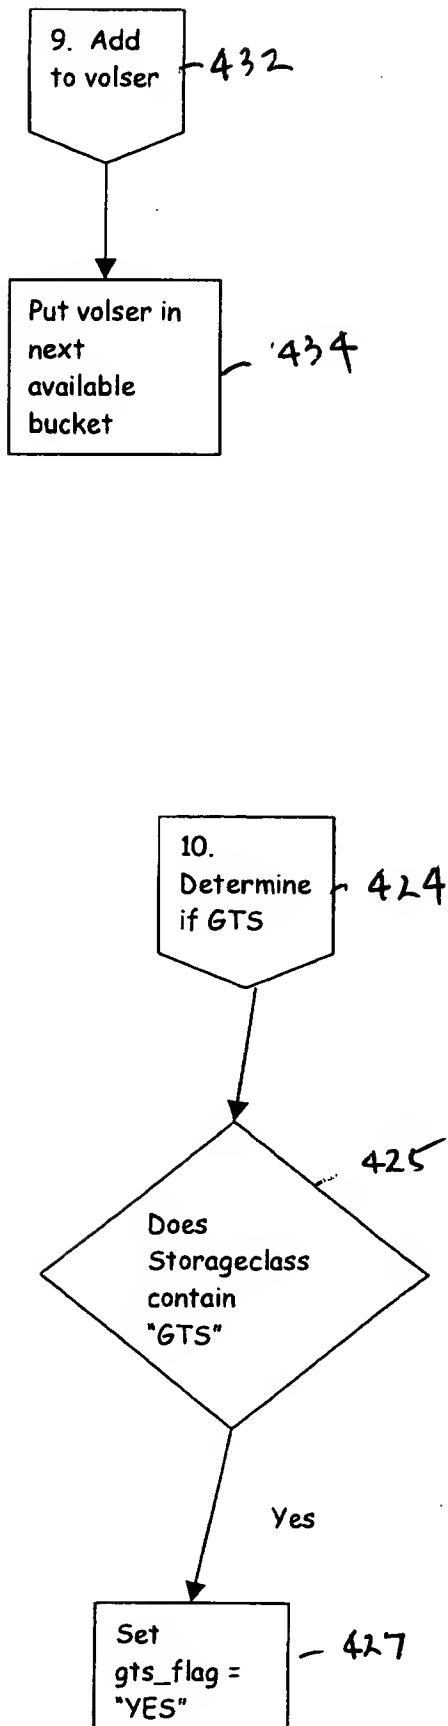 9. Add
to volser
432
Put volser in
next
available
bucket
434
10.
Determine
if GTS
424
425
Does
Storageclass
contain
"GTS"
Yes
Set
gts_flag =
"YES"
427